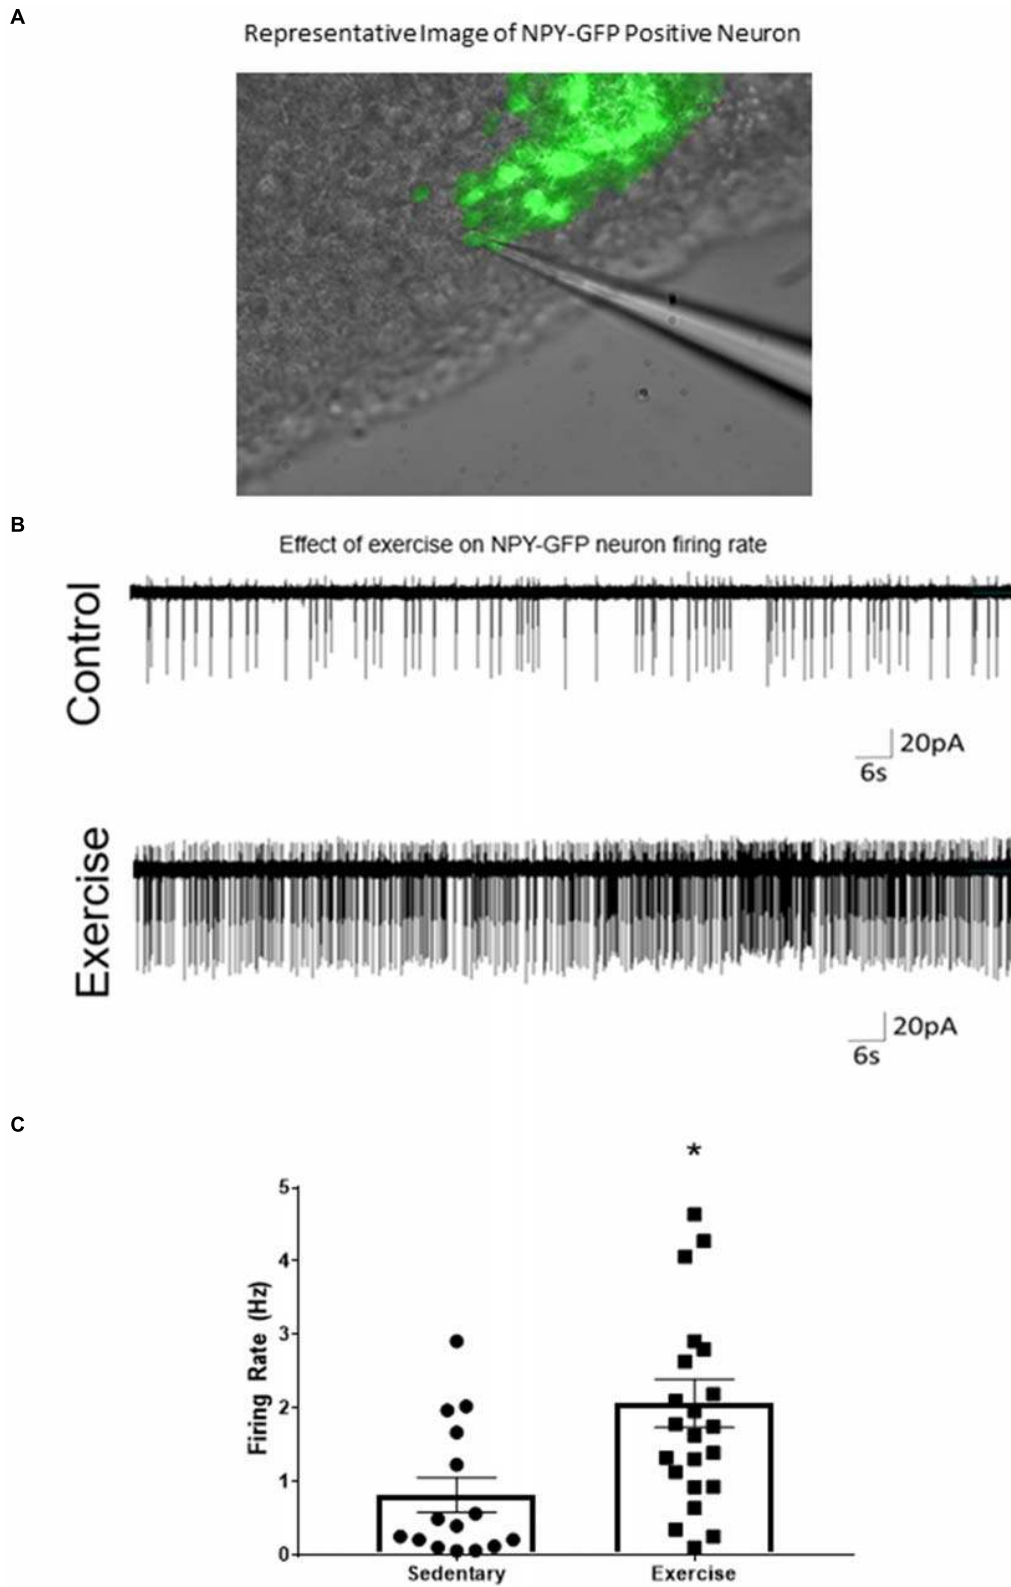 A
Representative Image of NPY-GFP Positive Neuron
B
Effect of exercise on NPY-GFP neuron firing rate
Control
20pA
6s
Exercise
20pA
6s
C
*
5
4
3
2
1
0
Firing Rate (Hz)
Sedentary
Exercise